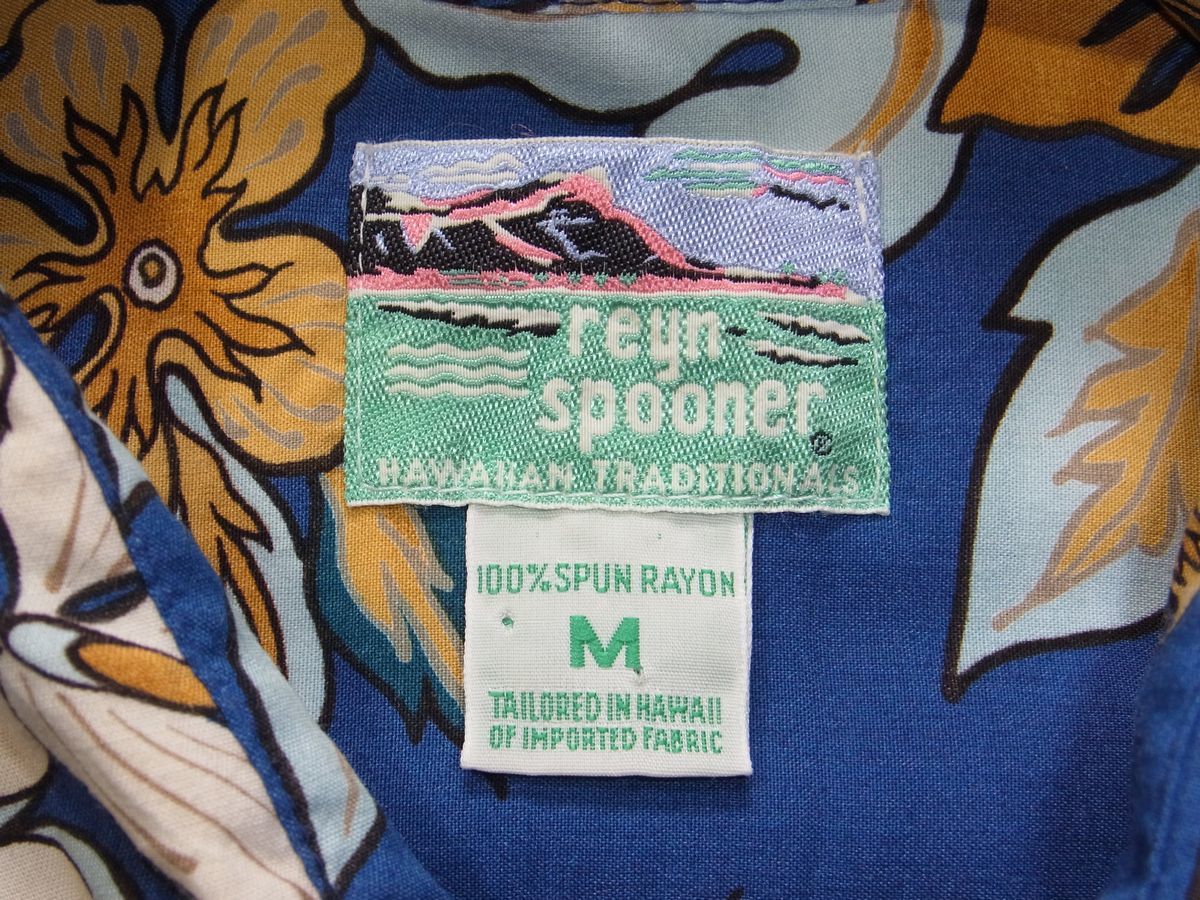 reyn
spooner®
HAWAIIAN TRADITIONALS
100% SPUN RAYON
M
TAILORED IN HAWAII
OF IMPORTED FABRIC